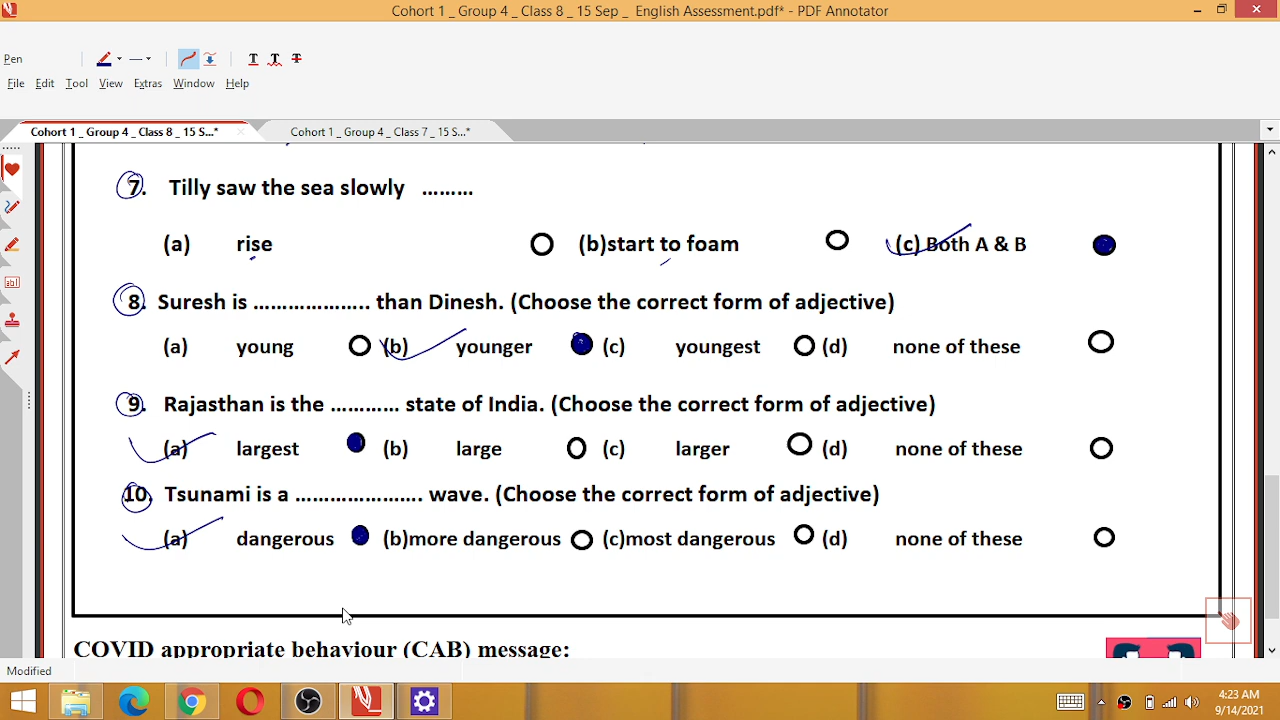 Cohort 1 _ Group 4 _ Class 8 _ 15 Sep _ English Assessment.pdf* - PDF Annotator
Pen
File Edit Tool View Extras Window Help
Cohort 1 _ Group 4 _ Class 8 _ 15 S...* Cohort 1 _ Group 4 _ Class 7 _ 15 S...*
7. Tilly saw the sea slowly .........
(a) rise (b)start to foam (c) Both A & B
8. Suresh is .................... than Dinesh. (Choose the correct form of adjective)
(a) young (b) younger (c) youngest (d) none of these
9. Rajasthan is the ............ state of India. (Choose the correct form of adjective)
(a) largest (b) large (c) larger (d) none of these
10. Tsunami is a ...................... wave. (Choose the correct form of adjective)
(a) dangerous (b)more dangerous (c)most dangerous (d) none of these
COVID appropriate behaviour (CAB) message:
Modified
4:23 AM
9/14/2021